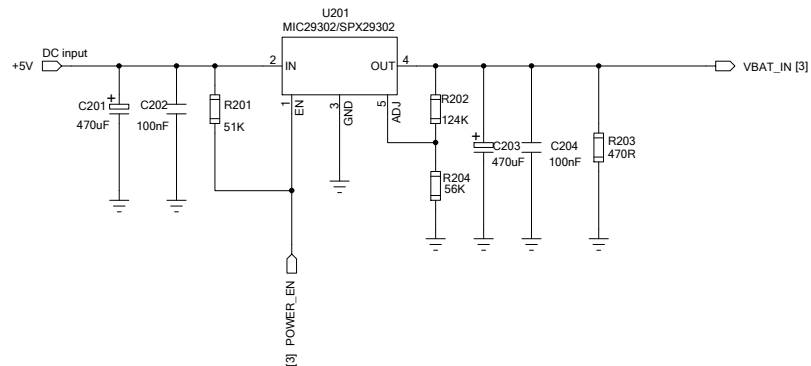 U201
MIC29302/SPX29302
DC input
+5V
2
IN
OUT
4
VBAT_IN [3]
1
EN
3
GND
5
ADJ
+
C201
470uF
C202
100nF
R201
51K
R202
124K
+
C203
470uF
C204
100nF
R203
470R
R204
56K
[3] POWER_EN